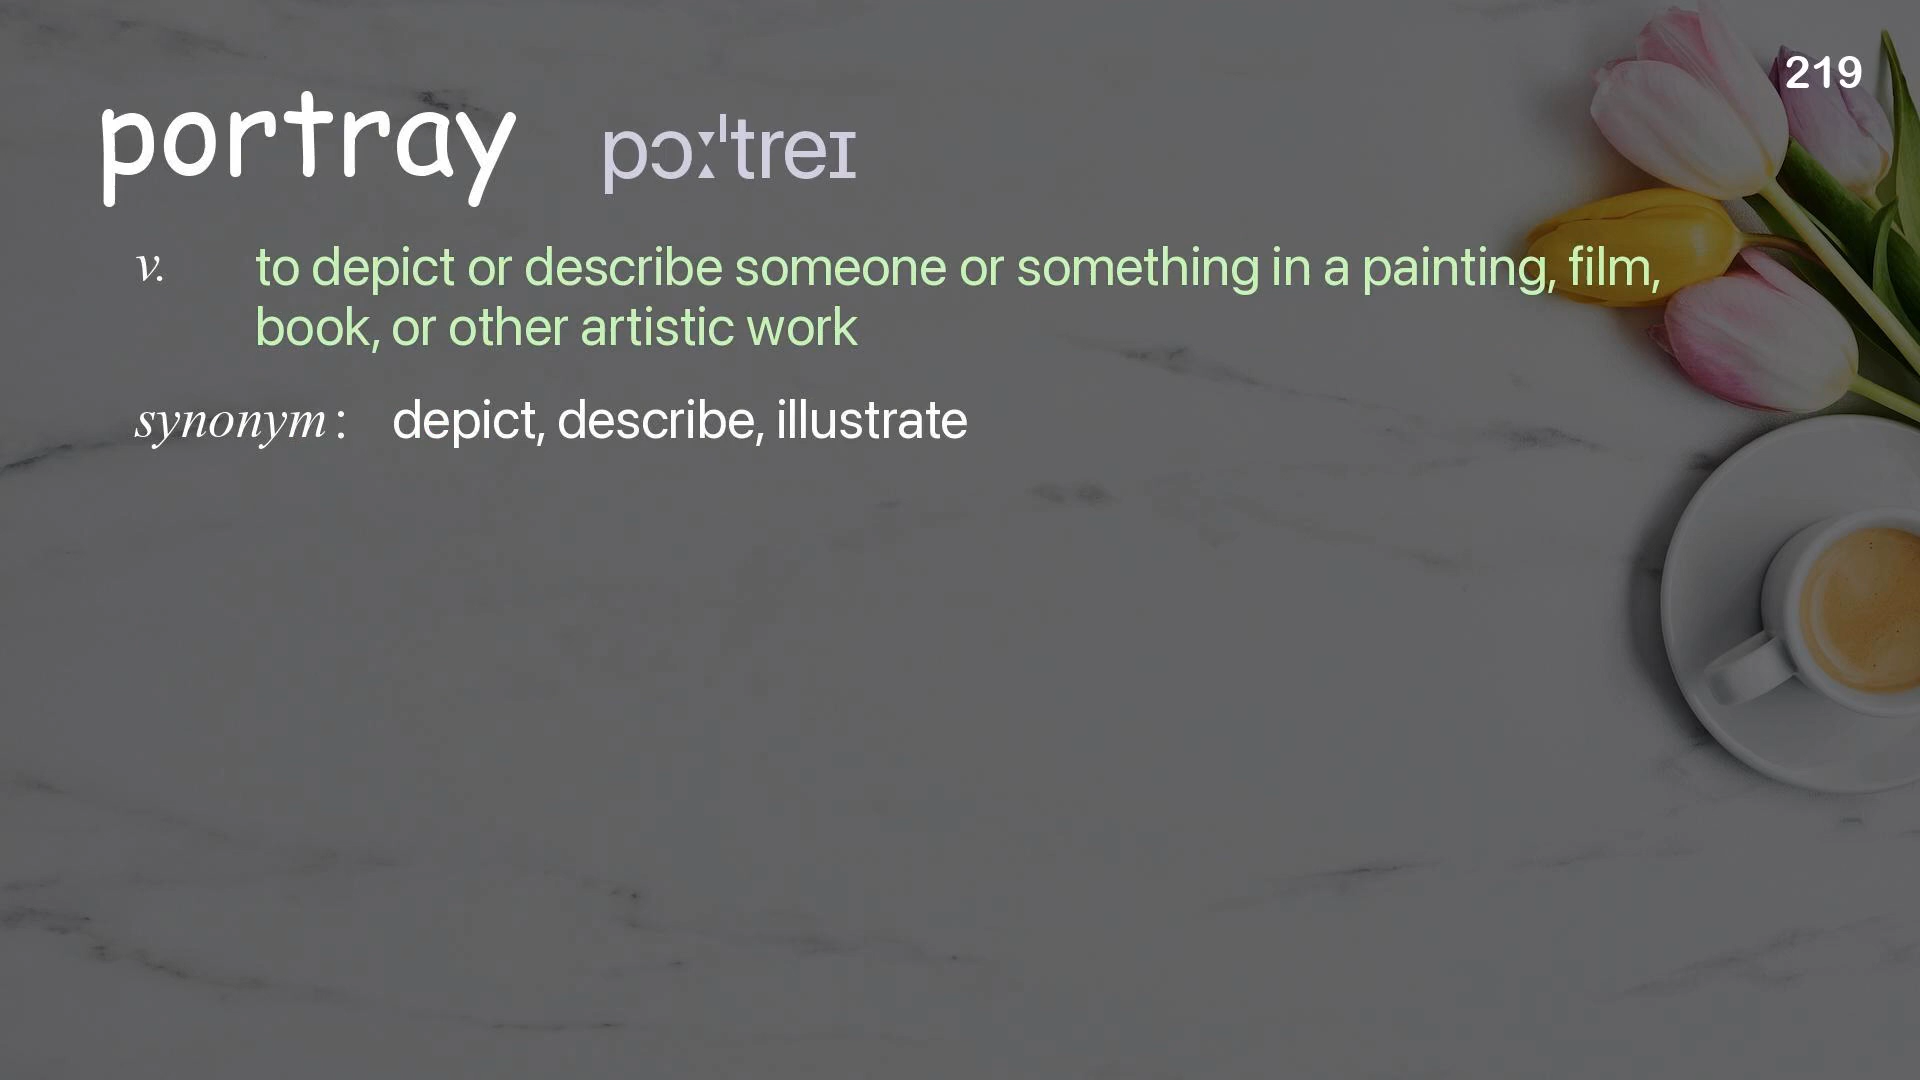 219
portray pɔːˈtreɪ
v. to depict or describe someone or something in a painting, film,
book, or other artistic work
synonym: depict, describe, illustrate